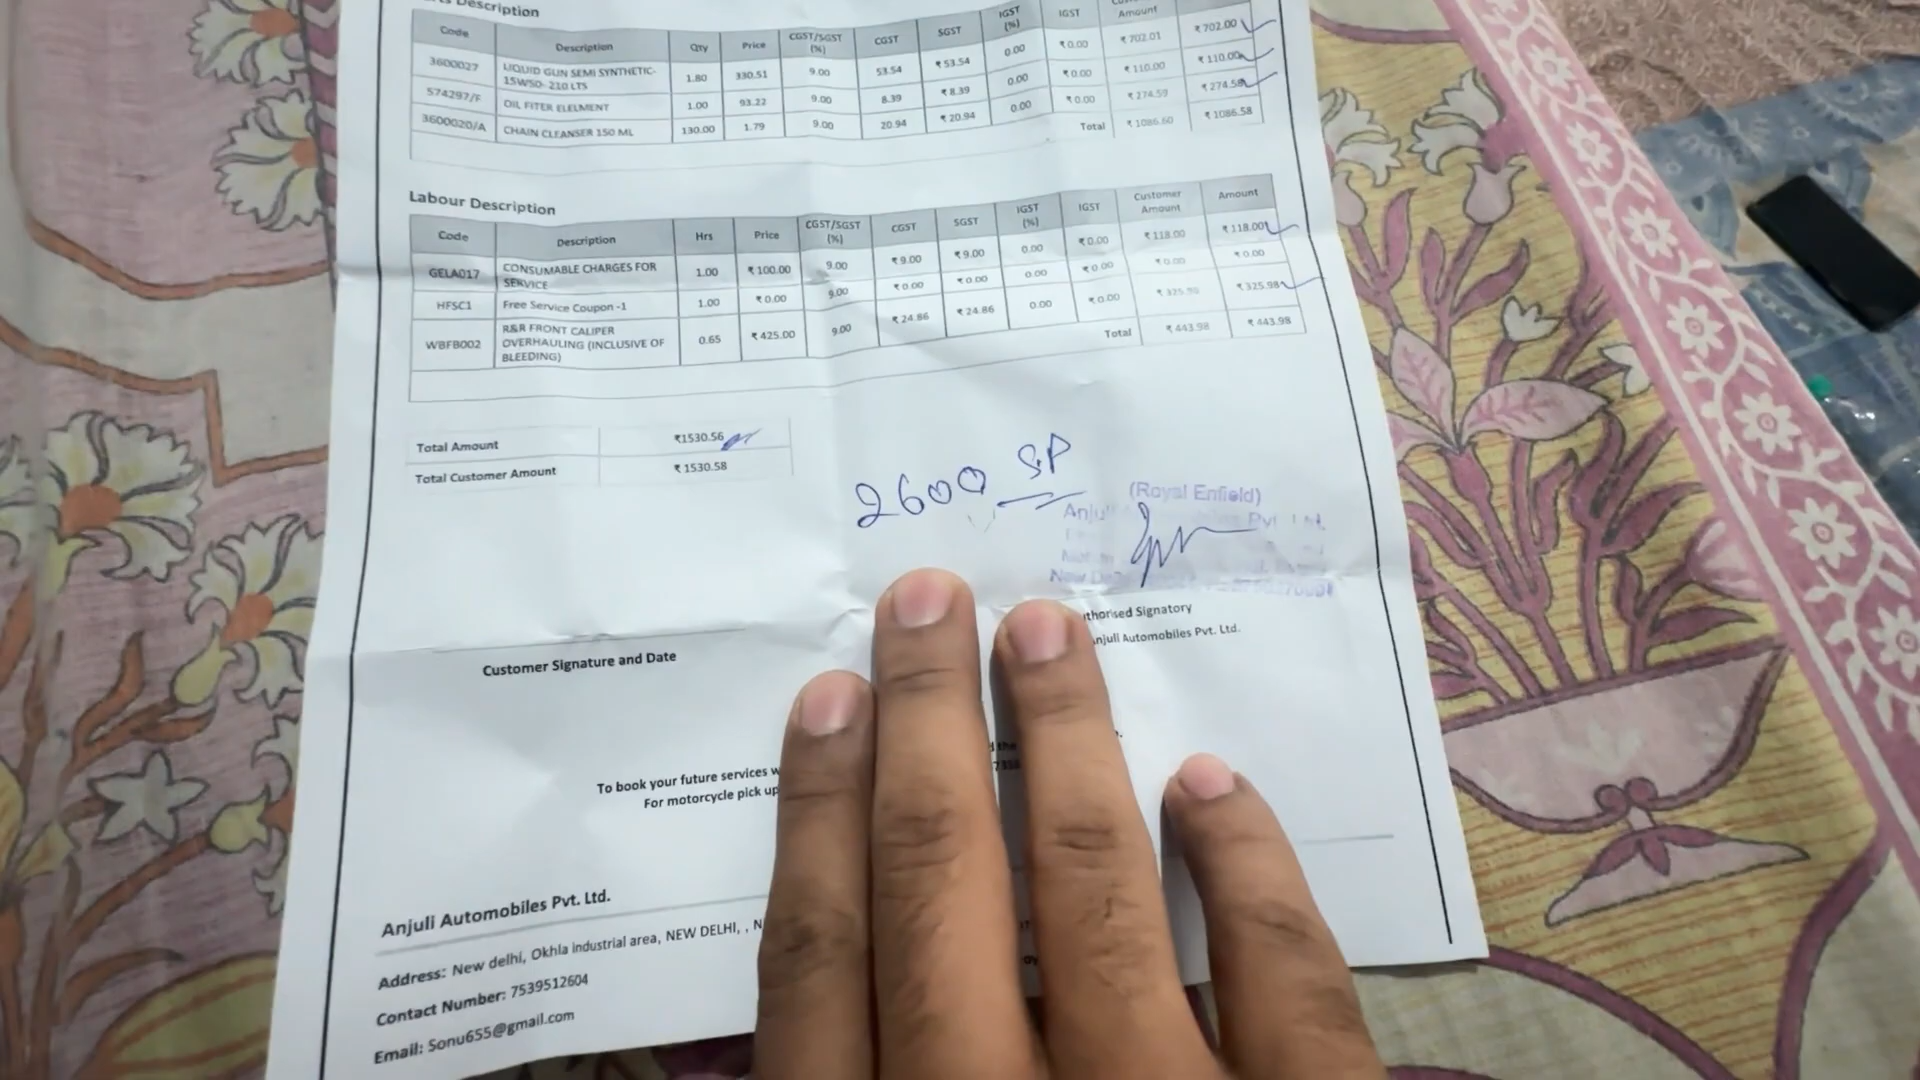 Description
Code Description Qty Price CGST/SGST (%) CGST SGST IGST (%) IGST Amount
3600027 LIQUID GUN SEMI SYNTHETIC-15W50- 210 LTS 1.80 330.51 9.00 53.54 ₹ 53.54 0.00 ₹ 0.00 ₹ 702.01 ₹ 702.00
574297/F OIL FITER ELELMENT 1.00 93.22 9.00 8.39 ₹ 8.39 0.00 ₹ 0.00 ₹ 110.00 ₹ 110.00
3600020/A CHAIN CLEANSER 150 ML 130.00 1.79 9.00 20.94 ₹ 20.94 0.00 ₹ 0.00 ₹ 274.59 ₹ 274.58
Total ₹ 1086.60 ₹ 1086.58
Labour Description
Code Description Hrs Price CGST/SGST (%) CGST SGST IGST (%) IGST Customer Amount Amount
GELA017 CONSUMABLE CHARGES FOR SERVICE 1.00 ₹ 100.00 9.00 ₹ 9.00 ₹ 9.00 0.00 ₹ 0.00 ₹ 118.00 ₹ 118.00
HFSC1 Free Service Coupon -1 1.00 ₹ 0.00 9.00 ₹ 0.00 ₹ 0.00 0.00 ₹ 0.00 ₹ 0.00 ₹ 0.00
WBFB002 R&R FRONT CALIPER OVERHAULING (INCLUSIVE OF BLEEDING) 0.65 ₹ 425.00 9.00 ₹ 24.86 ₹ 24.86 0.00 ₹ 0.00 ₹ 325.98
Total ₹ 443.98 ₹ 443.98
Total Amount ₹1530.56
Total Customer Amount ₹ 1530.58
2600 S.P
(Royal Enfield)
Pvt. Ltd.
Authorised Signatory
Anjuli Automobiles Pvt. Ltd.
Customer Signature and Date
To book your future services
For motorcycle pick up
Anjuli Automobiles Pvt. Ltd.
Address: New delhi, Okhla industrial area, NEW DELHI, ,
Contact Number: 7539512604
Email: Sonu655@gmail.com